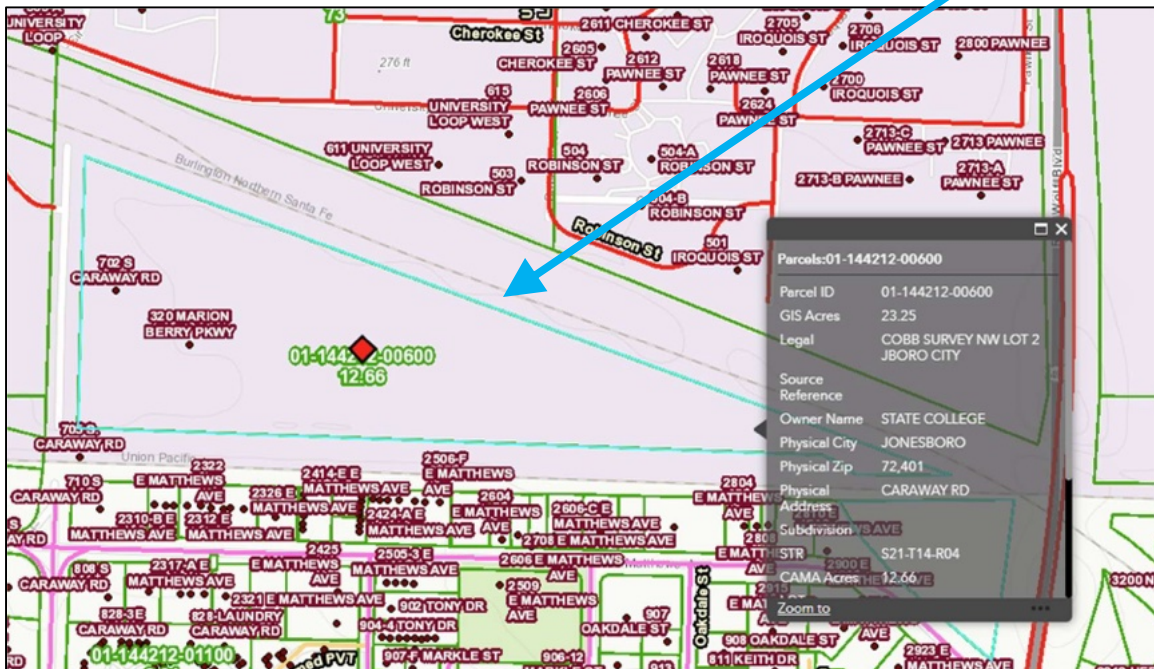 UNIVERSITY
LOOP
73
Cherokee St
276 ft
2611 CHEROKEE ST
2605
CHEROKEE ST
2612
PAWNEE ST
2618
PAWNEE ST
2705
IROQUOIS ST
2706
IROQUOIS ST
2800 PAWNEE
2700
IROQUOIS ST
2606
PAWNEE ST
2624
PAWNEE ST
615
UNIVERSITY
LOOP WEST
611 UNIVERSITY
LOOP WEST
504
ROBINSON ST
504-A
ROBINSON ST
503
ROBINSON ST
504-B
ROBINSON ST
2713-C
PAWNEE ST
2713 PAWNEE
2713-B PAWNEE
2713-A
PAWNEE ST
Burlington Northern Santa Fe
Robinson St
501
IROQUOIS ST
702 S
CARAWAY RD
320 MARION
BERRY PKWY
01-144212-00600
12.66
Parcels:01-144212-00600
Parcel ID 01-144212-00600
GIS Acres 23.25
Legal COBB SURVEY NW LOT 2
JBORO CITY
Source
Reference
Owner Name STATE COLLEGE
Physical City JONESBORO
Physical Zip 72,401
Physical CARAWAY RD
Address
Subdivision
STR S21-T14-R04
CAMA Acres 12.66
Zoom to
CARAWAY RD
Union Pacific
710 S
CARAWAY RD
2322
E MATTHEWS
AVE
2326 E
MATTHEWS AVE
2414-E E
MATTHEWS AVE
2506-F
E MATTHEWS
AVE
2310-B E
MATTHEWS AVE
2312 E
MATTHEWS AVE
2424-A E
MATTHEWS AVE
2604
E MATTHEWS
AVE
2606-C E
MATTHEWS AVE
2708 E MATTHEWS AVE
2804
E MATTHEWS
AVE
808 S
CARAWAY RD
2317-A E
MATTHEWS AVE
2425
E MATTHEWS
AVE
2505-3 E
MATTHEWS AVE
2606 E MATTHEWS
AVE
2900 E
2321 E MATTHEWS AVE
2509
E MATTHEWS
AVE
828-3 E
CARAWAY RD
828-LAUNDRY
CARAWAY RD
902 TONY DR
904-4 TONY DR
907
OAKDALE ST
Oakdale St
908 OAKDALE ST
3200 N
01-144212-01100
PVT
907-F MARKLE ST
906-12
913
811 KEITH DR
2923 E
MATTHEWS AVE